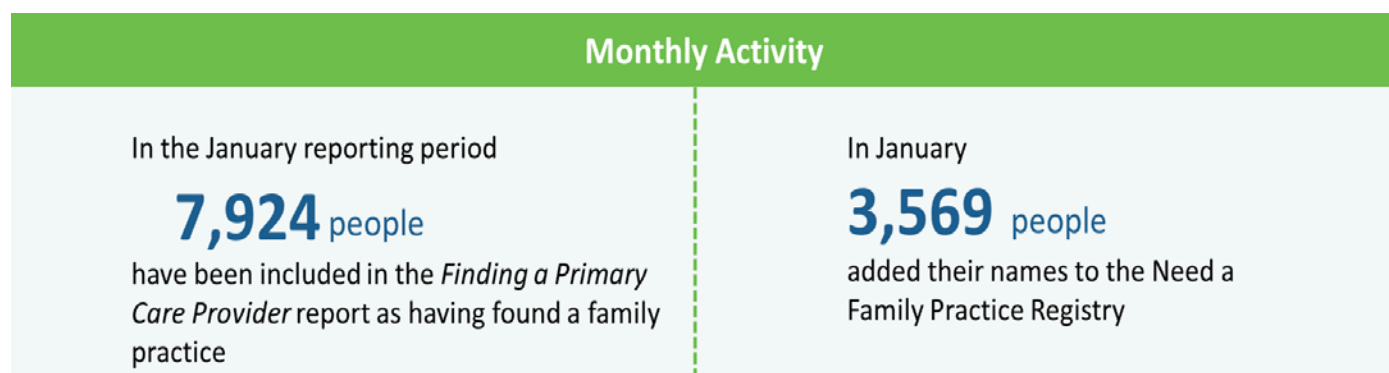 Monthly Activity
In the January reporting period
7,924 people
have been included in the Finding a Primary
Care Provider report as having found a family
practice
In January
3,569 people
added their names to the Need a
Family Practice Registry